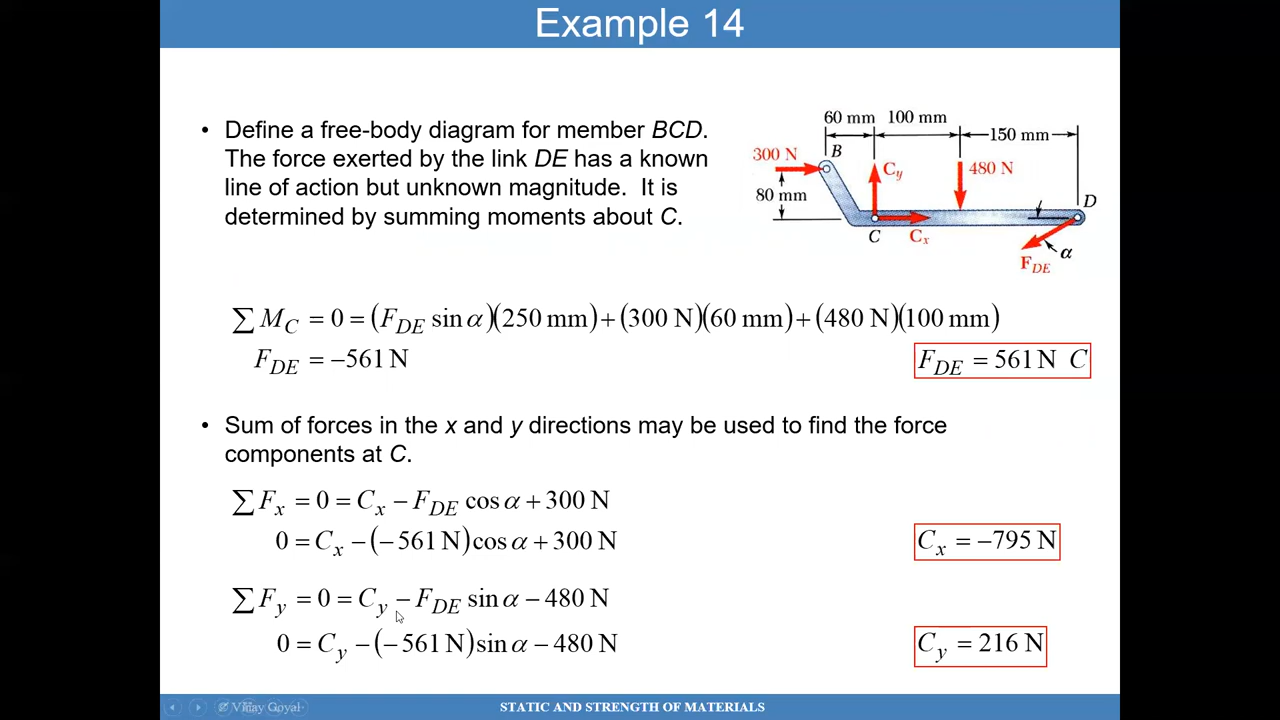 Example 14
• Define a free-body diagram for member BCD.
The force exerted by the link DE has a known
line of action but unknown magnitude. It is
determined by summing moments about C.
60 mm 100 mm
150 mm
300 N
B
C_y
480 N
80 mm
D
C
C_x
α
F_DE
∑ M_C = 0 = (F_DE sin α)(250 mm) + (300 N)(60 mm) + (480 N)(100 mm)
F_DE = −561 N
F_DE = 561 N C
• Sum of forces in the x and y directions may be used to find the force
components at C.
∑ F_x = 0 = C_x − F_DE cos α + 300 N
0 = C_x − (−561 N)cos α + 300 N
C_x = −795 N
∑ F_y = 0 = C_y − F_DE sin α − 480 N
0 = C_y − (−561 N)sin α − 480 N
C_y = 216 N
Vijay Goyal
STATIC AND STRENGTH OF MATERIALS